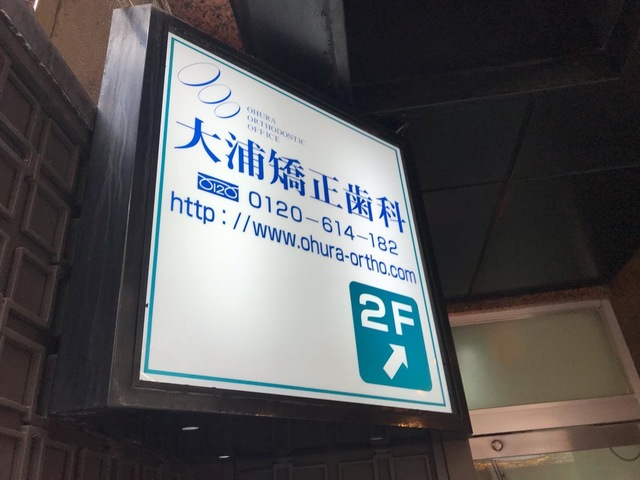 OHURA
ORTHODONTIC
OFFICE
大浦矯正歯科
0120 0120-614-182
http://www.ohura-ortho.com
2F